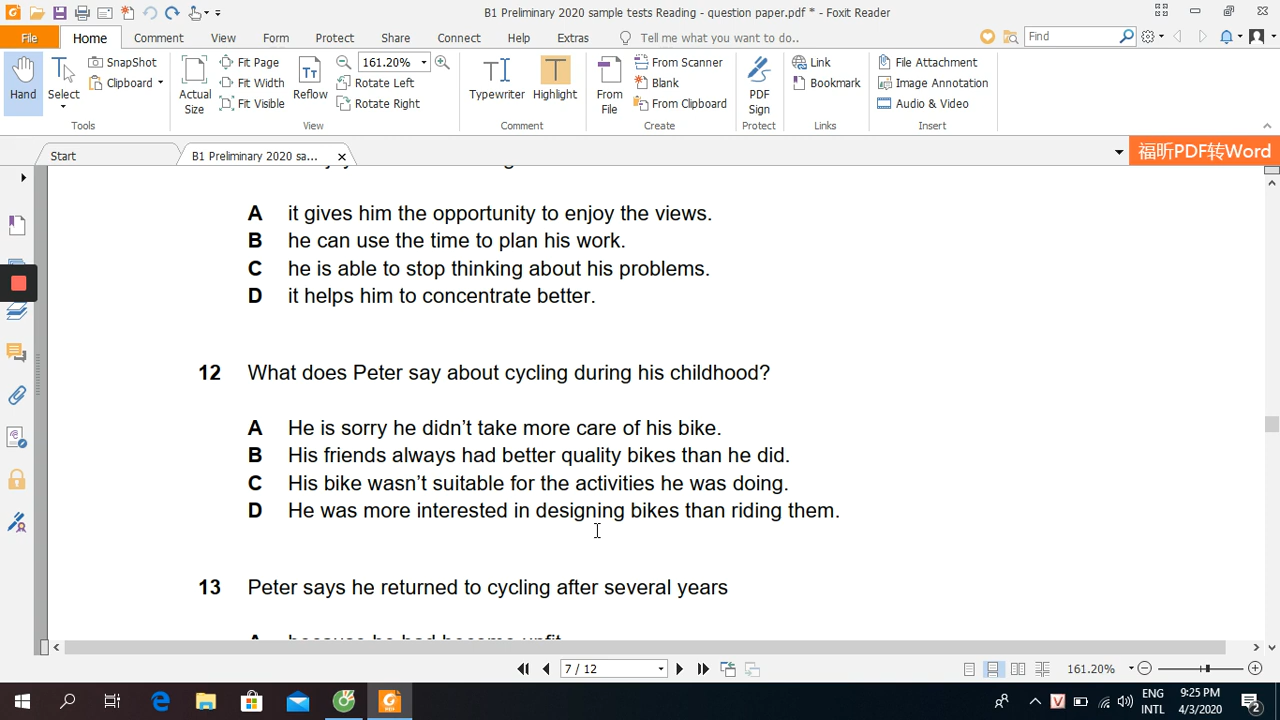 B1 Preliminary 2020 sample tests Reading - question paper.pdf * - Foxit Reader
File Home Comment View Form Protect Share Connect Help Extras Tell me what you want to do.. Find
Hand
Select
SnapShot
Clipboard
Tools
Actual Size
Fit Page
Fit Width
Fit Visible
Reflow
161.20%
Rotate Left
Rotate Right
View
Typewriter
Highlight
Comment
From File
From Scanner
Blank
From Clipboard
Create
PDF Sign
Protect
Link
Bookmark
Links
File Attachment
Image Annotation
Audio & Video
Insert
Start
B1 Preliminary 2020 sa...
福昕PDF转Word
A it gives him the opportunity to enjoy the views.
B he can use the time to plan his work.
C he is able to stop thinking about his problems.
D it helps him to concentrate better.
12 What does Peter say about cycling during his childhood?
A He is sorry he didn't take more care of his bike.
B His friends always had better quality bikes than he did.
C His bike wasn't suitable for the activities he was doing.
D He was more interested in designing bikes than riding them.
13 Peter says he returned to cycling after several years
A because he had become unfit
7 / 12
161.20%
ENG
INTL
9:25 PM
4/3/2020
2